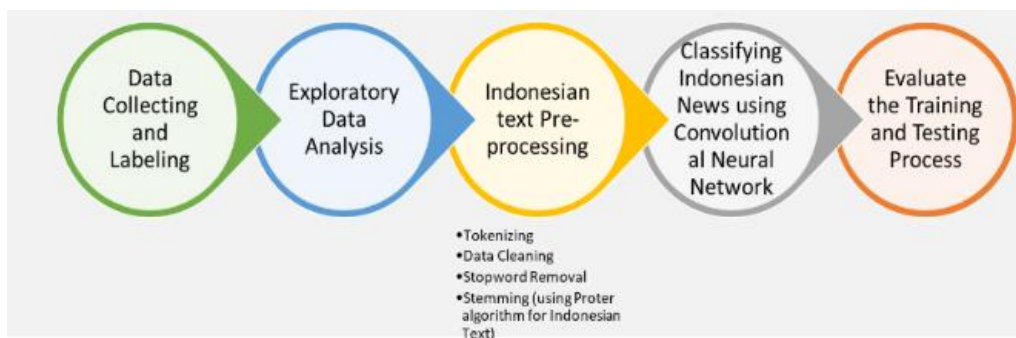 Data
Collecting
and
Labeling
Exploratory
Data
Analysis
Indonesian
text Pre-
processing
•Tokenizing
•Data Cleaning
•Stopword Removal
•Stemming (using Proter
algorithm for Indonesian
Text)
Classifying
Indonesian
News using
Convolution
al Neural
Network
Evaluate
the Training
and Testing
Process